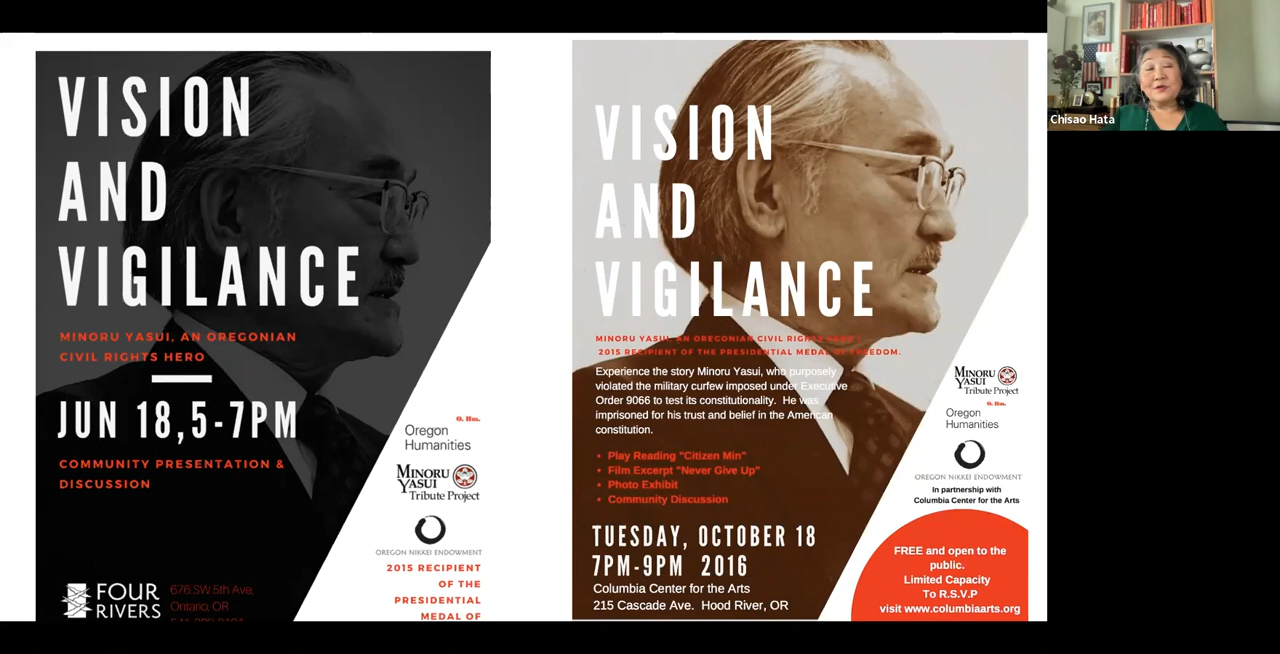 VISION
AND
VIGILANCE
MINORU YASUI, AN OREGONIAN
CIVIL RIGHTS HERO
JUN 18,5-7PM
COMMUNITY PRESENTATION &
DISCUSSION
O. Hm.
Oregon
Humanities
MINORU
YASUI
Tribute Project
OREGON NIKKEI ENDOWMENT
2015 RECIPIENT
OF THE
PRESIDENTIAL
MEDAL OF
FOUR
RIVERS
676 SW 5th Ave,
Ontario, OR
VISION
AND
VIGILANCE
MINORU YASUI, AN OREGONIAN CIVIL RIGHTS
2015 RECIPIENT OF THE PRESIDENTIAL MEDAL OF FREEDOM.
Experience the story Minoru Yasui, who purposely
violated the military curfew imposed under Executive
Order 9066 to test its constitutionality. He was
imprisoned for his trust and belief in the American
constitution.
• Play Reading "Citizen Min"
• Film Excerpt "Never Give Up"
• Photo Exhibit
• Community Discussion
TUESDAY, OCTOBER 18
7PM-9PM 2016
Columbia Center for the Arts
215 Cascade Ave. Hood River, OR
MINORU
YASUI
Tribute Project
O. Hm.
Oregon
Humanities
OREGON NIKKEI ENDOWMENT
In partnership with
Columbia Center for the Arts
FREE and open to the
public.
Limited Capacity
To R.S.V.P
visit www.columbiaarts.org
Chisao Hata